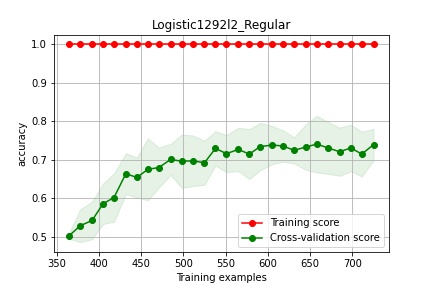 Logistic1292l2_Regular
1.0
0.9
0.8
0.7
0.6
0.5
accuracy
350 400 450 500 550 600 650 700
Training examples
Training score
Cross-validation score